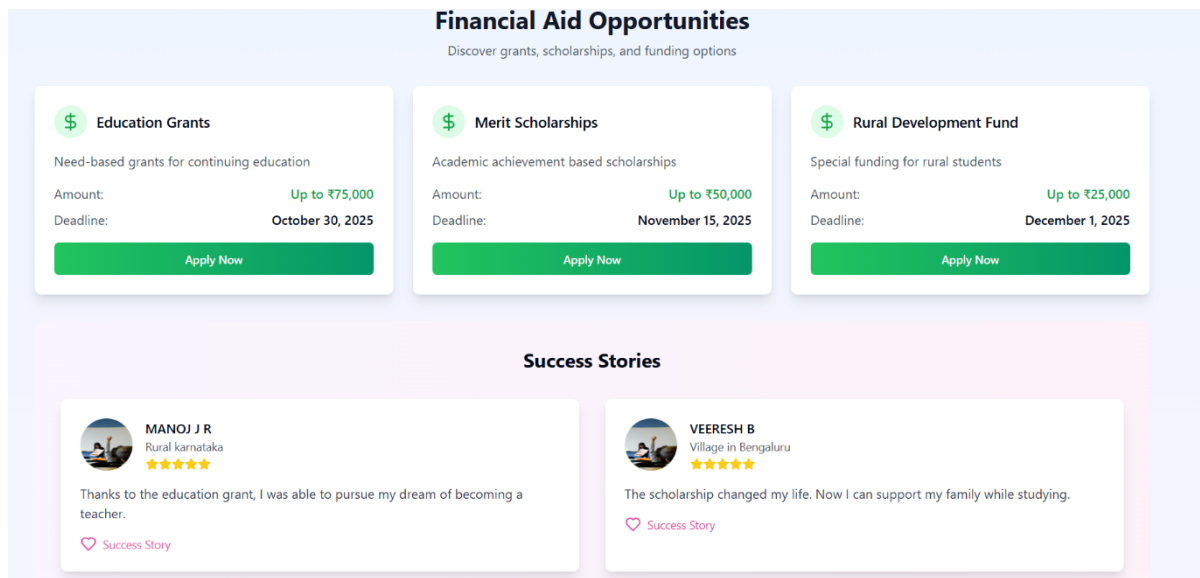 Financial Aid Opportunities
Discover grants, scholarships, and funding options
$ Education Grants
Need-based grants for continuing education
Amount: Up to ₹75,000
Deadline: October 30, 2025
Apply Now
$ Merit Scholarships
Academic achievement based scholarships
Amount: Up to ₹50,000
Deadline: November 15, 2025
Apply Now
$ Rural Development Fund
Special funding for rural students
Amount: Up to ₹25,000
Deadline: December 1, 2025
Apply Now
Success Stories
MANOJ J R
Rural karnataka
Thanks to the education grant, I was able to pursue my dream of becoming a
teacher.
Success Story
VEERESH B
Village in Bengaluru
The scholarship changed my life. Now I can support my family while studying.
Success Story